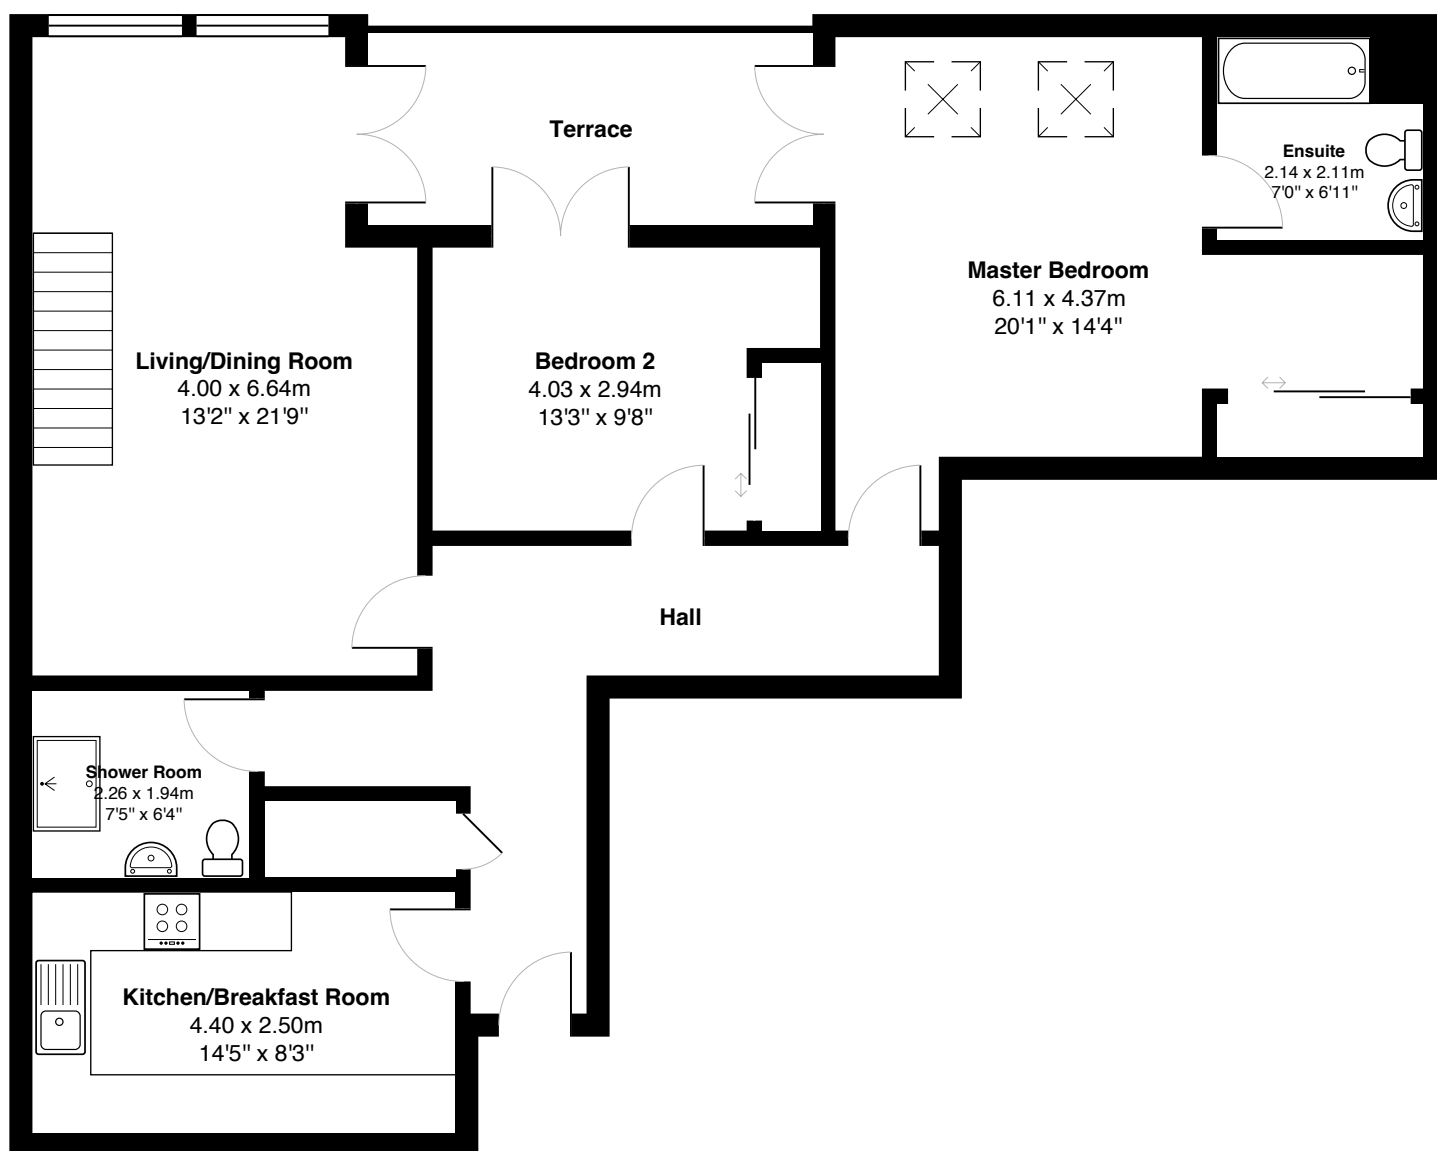 Terrace
Ensuite
2.14 x 2.11m
7'0" x 6'11"
Master Bedroom
6.11 x 4.37m
20'1" x 14'4"
Living/Dining Room
4.00 x 6.64m
13'2" x 21'9"
Bedroom 2
4.03 x 2.94m
13'3" x 9'8"
Hall
Shower Room
2.26 x 1.94m
7'5" x 6'4"
Kitchen/Breakfast Room
4.40 x 2.50m
14'5" x 8'3"